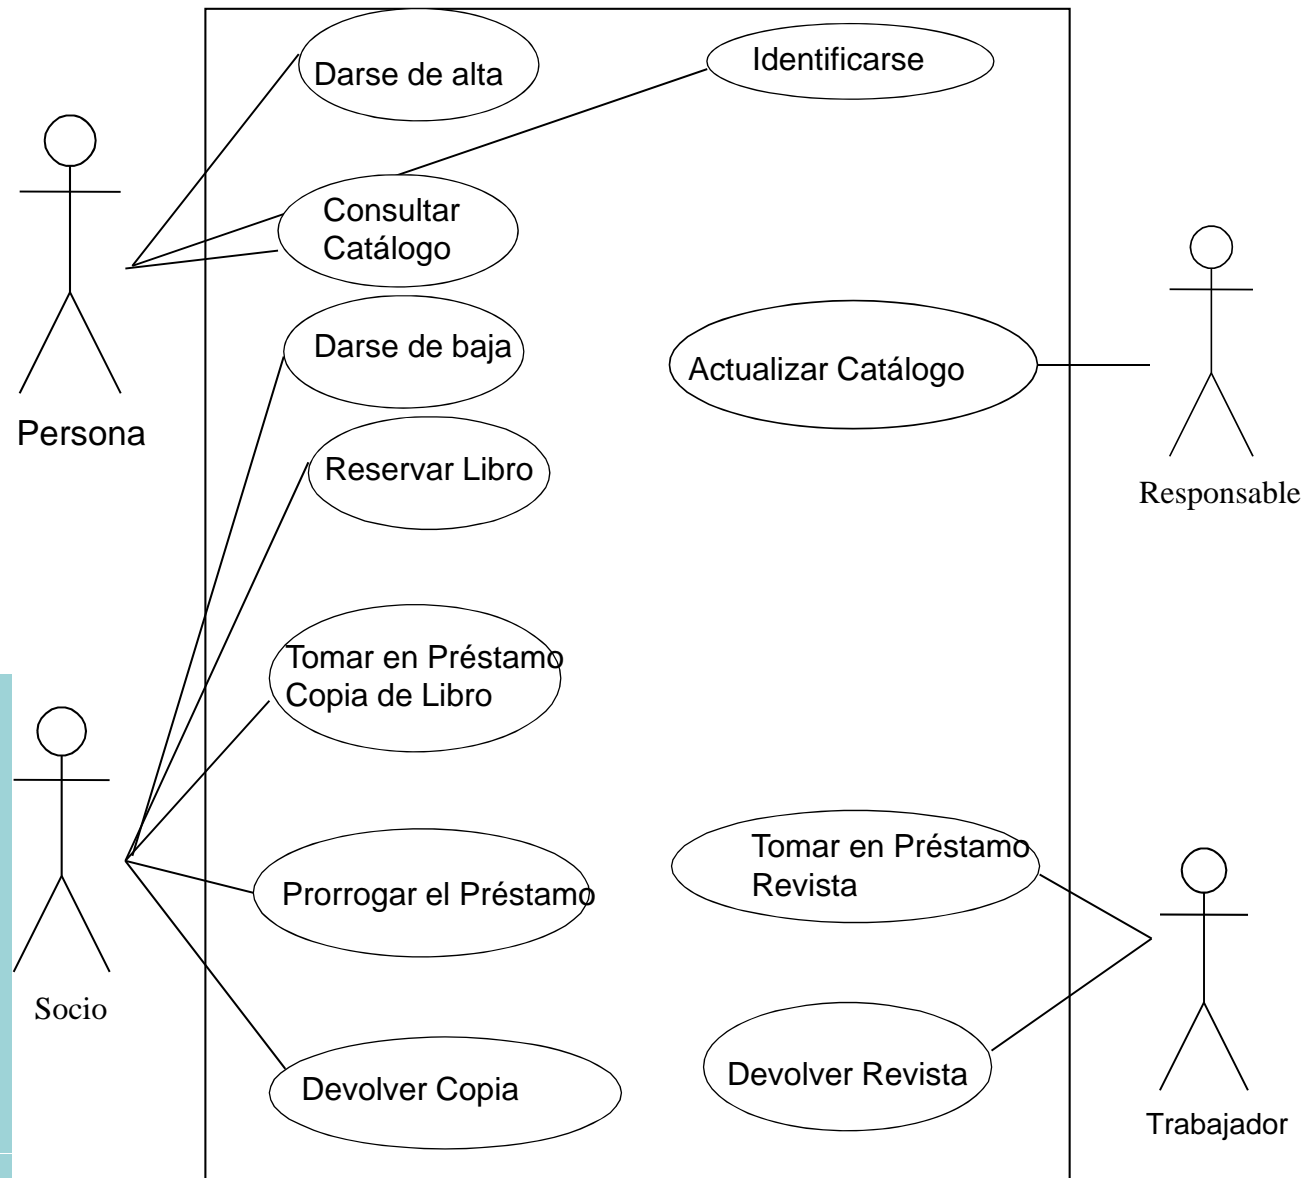 Darse de alta
Identificarse
Consultar
Catálogo
Darse de baja
Actualizar Catálogo
Persona
Reservar Libro
Responsable
Tomar en Préstamo
Copia de Libro
Prorrogar el Préstamo
Tomar en Préstamo
Revista
Socio
Devolver Copia
Devolver Revista
Trabajador